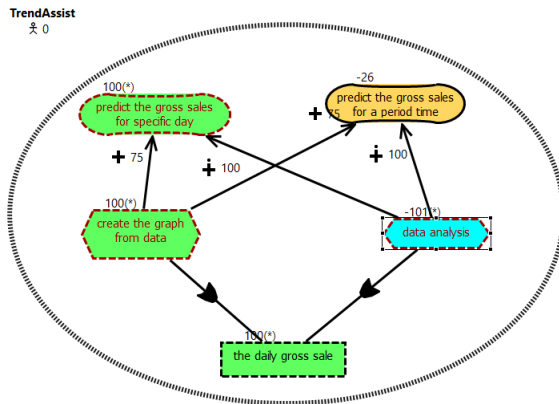 TrendAssist
0
100(*)
predict the gross sales
for specific day
-26
predict the gross sales
for a period time
75
75
100
100
100(*)
create the graph
from data
-101(*)
data analysis
100(*)
the daily gross sale